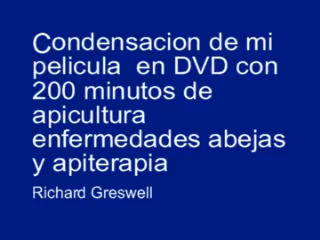 Condensacion de mi
pelicula en DVD con
200 minutos de
apicultura
enfermedades abejas
y apiterapia
Richard Greswell